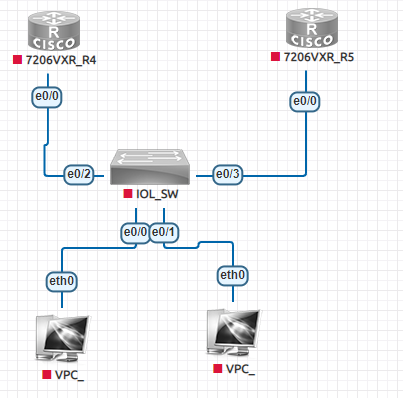 R
CISCO
7206VXR_R4
R
CISCO
7206VXR_R5
e0/0
e0/0
e0/2
e0/3
IOL_SW
e0/0
e0/1
eth0
eth0
VPC_
VPC_